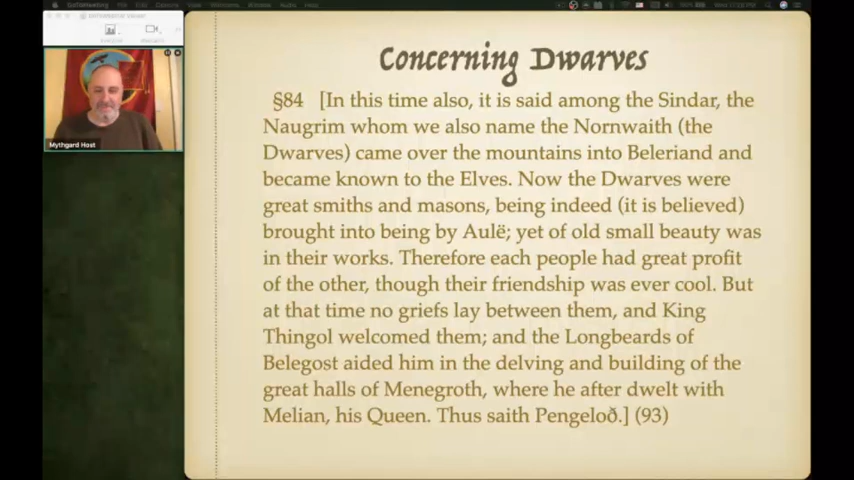 Mythgard Host
Concerning Dwarves
§84 [In this time also, it is said among the Sindar, the
Naugrim whom we also name the Nornwaith (the
Dwarves) came over the mountains into Beleriand and
became known to the Elves. Now the Dwarves were
great smiths and masons, being indeed (it is believed)
brought into being by Aulë; yet of old small beauty was
in their works. Therefore each people had great profit
of the other, though their friendship was ever cool. But
at that time no griefs lay between them, and King
Thingol welcomed them; and the Longbeards of
Belegost aided him in the delving and building of the
great halls of Menegroth, where he after dwelt with
Melian, his Queen. Thus saith Pengeloð.] (93)